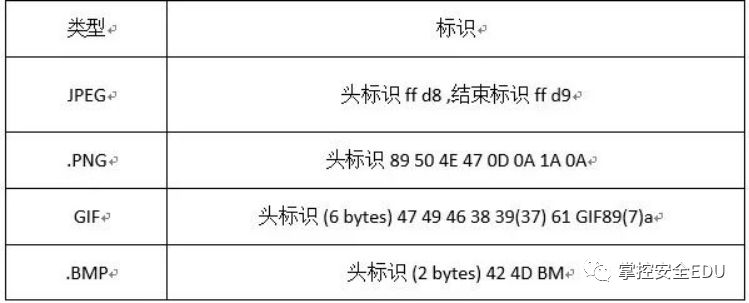 类型↵ 标识↵
JPEG↵ 头标识 ff d8 ,结束标识 ff d9↵
.PNG↵ 头标识 89 50 4E 47 0D 0A 1A 0A↵
GIF↵ 头标识 (6 bytes) 47 49 46 38 39(37) 61 GIF89(7)a↵
.BMP↵ 头标识 (2 bytes) 42 4D BM↵
掌控安全EDU